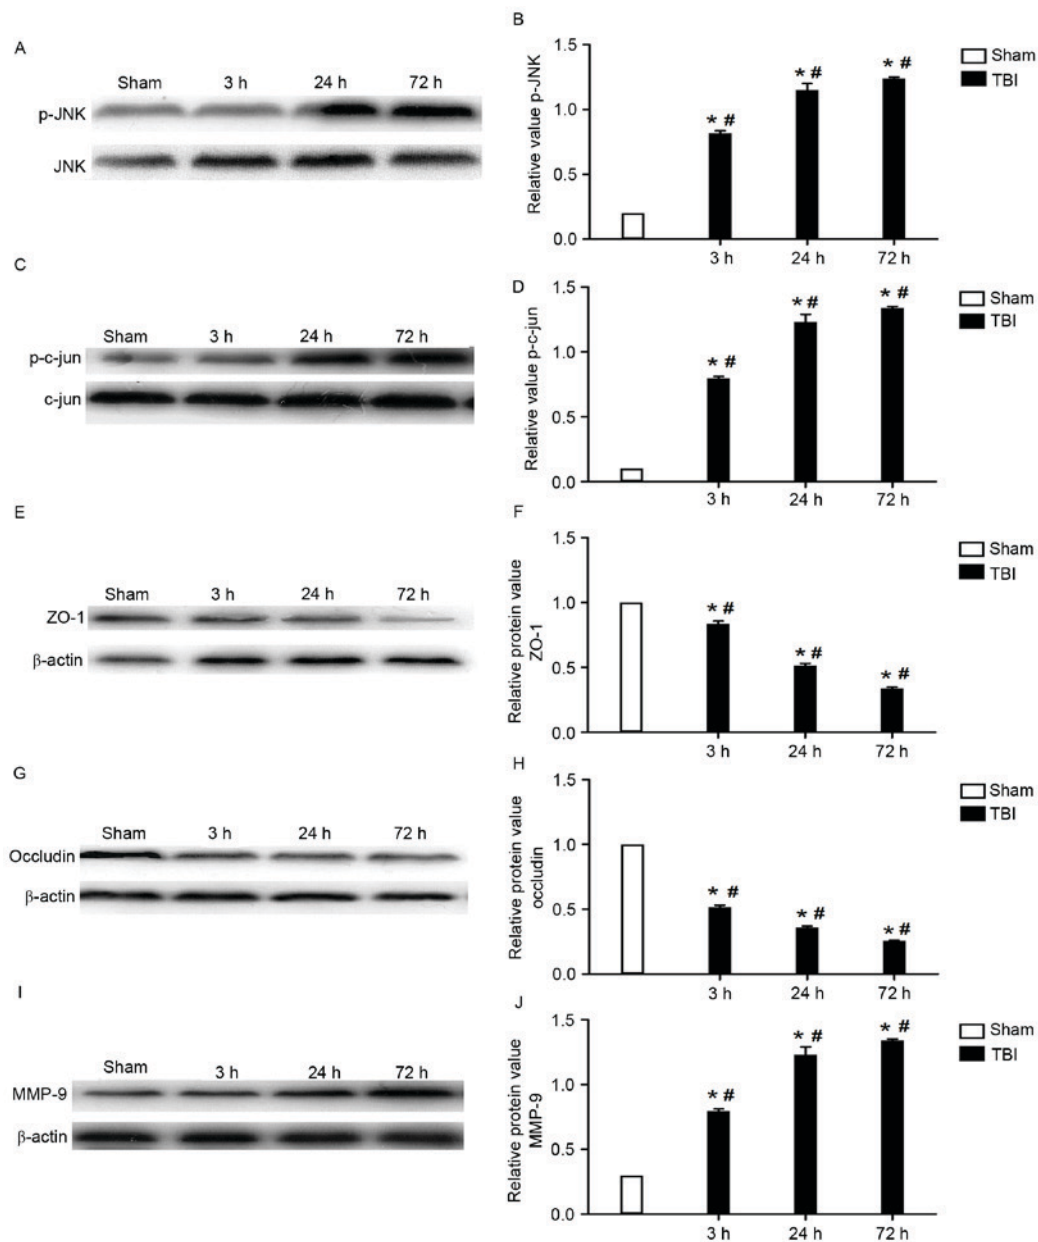 A
Sham 3 h 24 h 72 h
p-JNK
JNK
B
Relative value p-JNK
1.5
1.0
0.5
0.0
* # * # * #
3 h 24 h 72 h
Sham
TBI
C
Sham 3 h 24 h 72 h
p-c-jun
c-jun
D
Relative value p-c-jun
1.5
1.0
0.5
0.0
* # * # * #
3 h 24 h 72 h
Sham
TBI
E
Sham 3 h 24 h 72 h
ZO-1
β-actin
F
Relative protein value
ZO-1
1.5
1.0
0.5
0.0
* # * # * #
3 h 24 h 72 h
Sham
TBI
G
Sham 3 h 24 h 72 h
Occludin
β-actin
H
Relative protein value
occludin
1.5
1.0
0.5
0.0
* # * # * #
3 h 24 h 72 h
Sham
TBI
I
Sham 3 h 24 h 72 h
MMP-9
β-actin
J
Relative protein value
MMP-9
1.5
1.0
0.5
0.0
* # * # * #
3 h 24 h 72 h
Sham
TBI